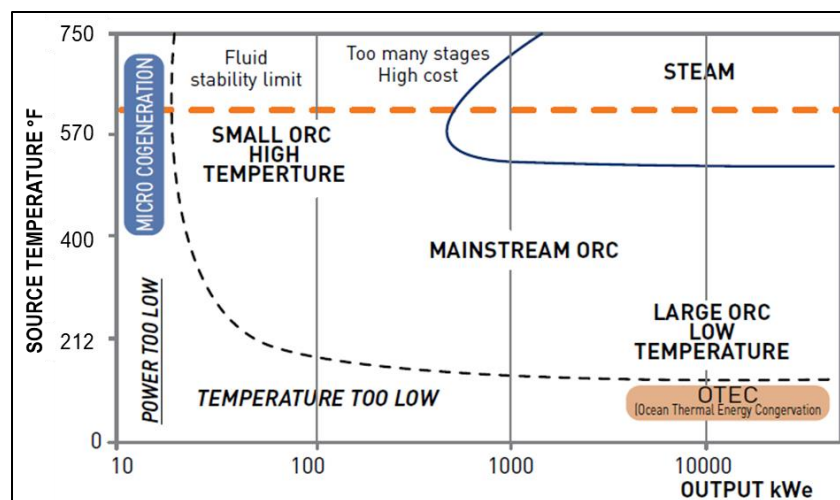 750
570
400
212
0
SOURCE TEMPERATURE °F
MICRO COGENERATION
POWER TOO LOW
Fluid
stability limit
Too many stages
High cost
STEAM
SMALL ORC
HIGH
TEMPERTURE
MAINSTREAM ORC
LARGE ORC
LOW
TEMPERATURE
TEMPERATURE TOO LOW
OTEC
(Ocean Thermal Energy Congervation
10
100
1000
10000
OUTPUT kWe